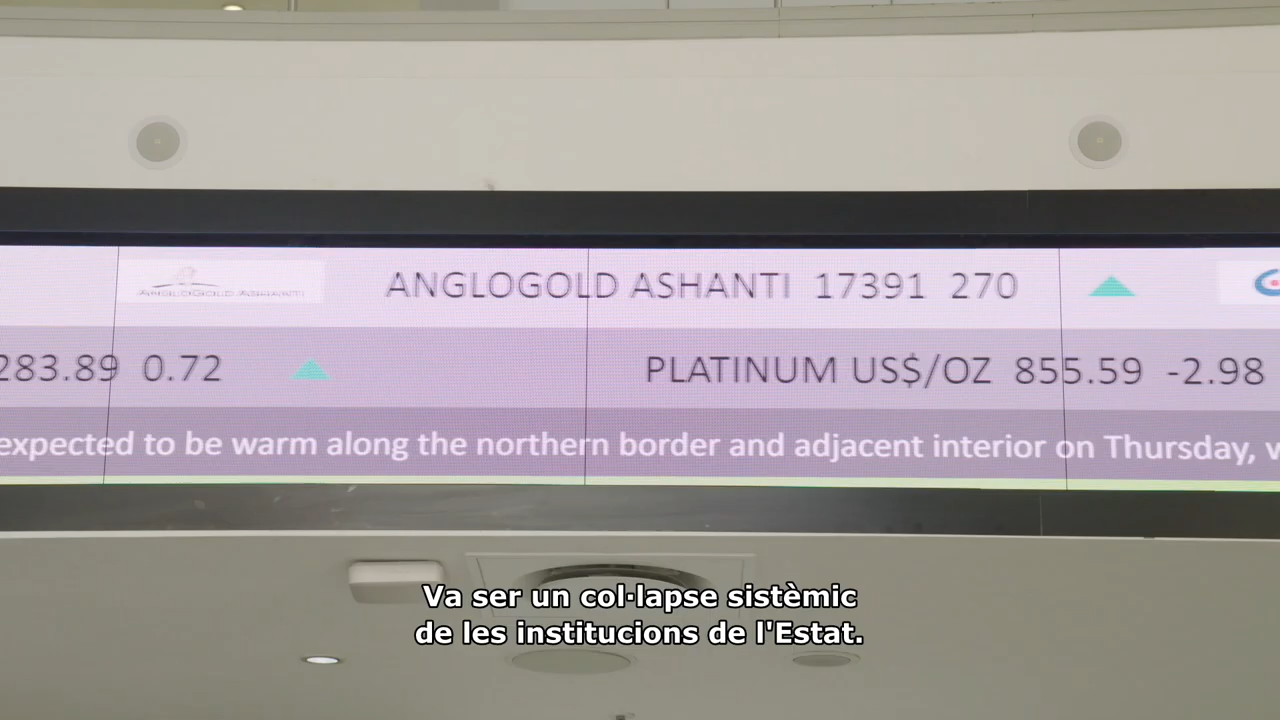 ANGLOGOLD ASHANTI
ANGLOGOLD ASHANTI 17391 270
283.89 0.72
PLATINUM US$/OZ 855.59 -2.98
expected to be warm along the northern border and adjacent interior on Thursday,
Va ser un col·lapse sistèmic
de les institucions de l'Estat.